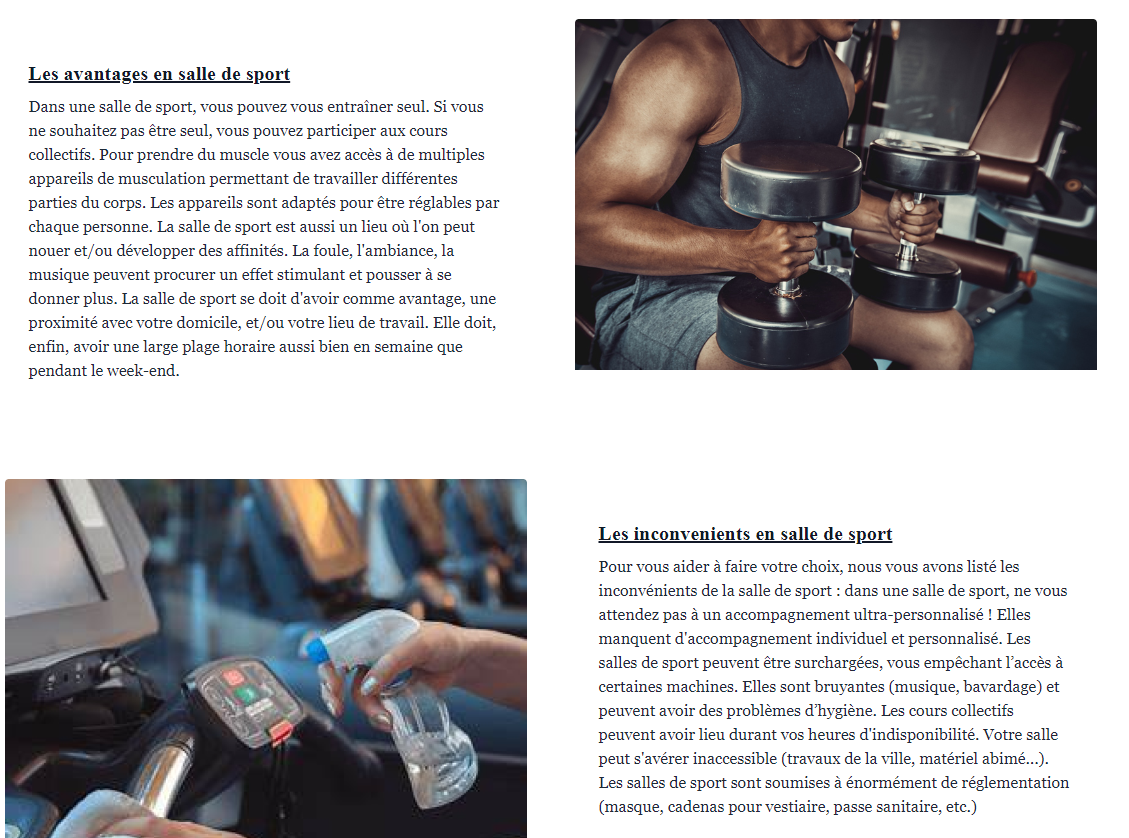 Les avantages en salle de sport
Dans une salle de sport, vous pouvez vous entraîner seul. Si vous
ne souhaitez pas être seul, vous pouvez participer aux cours
collectifs. Pour prendre du muscle vous avez accès à de multiples
appareils de musculation permettant de travailler différentes
parties du corps. Les appareils sont adaptés pour être réglables par
chaque personne. La salle de sport est aussi un lieu où l'on peut
nouer et/ou développer des affinités. La foule, l'ambiance, la
musique peuvent procurer un effet stimulant et pousser à se
donner plus. La salle de sport se doit d'avoir comme avantage, une
proximité avec votre domicile, et/ou votre lieu de travail. Elle doit,
enfin, avoir une large plage horaire aussi bien en semaine que
pendant le week-end.
Les inconvenients en salle de sport
Pour vous aider à faire votre choix, nous vous avons listé les
inconvénients de la salle de sport : dans une salle de sport, ne vous
attendez pas à un accompagnement ultra-personnalisé ! Elles
manquent d'accompagnement individuel et personnalisé. Les
salles de sport peuvent être surchargées, vous empêchant l’accès à
certaines machines. Elles sont bruyantes (musique, bavardage) et
peuvent avoir des problèmes d’hygiène. Les cours collectifs
peuvent avoir lieu durant vos heures d'indisponibilité. Votre salle
peut s'avérer inaccessible (travaux de la ville, matériel abimé...).
Les salles de sport sont soumises à énormément de réglementation
(masque, cadenas pour vestiaire, passe sanitaire, etc.)